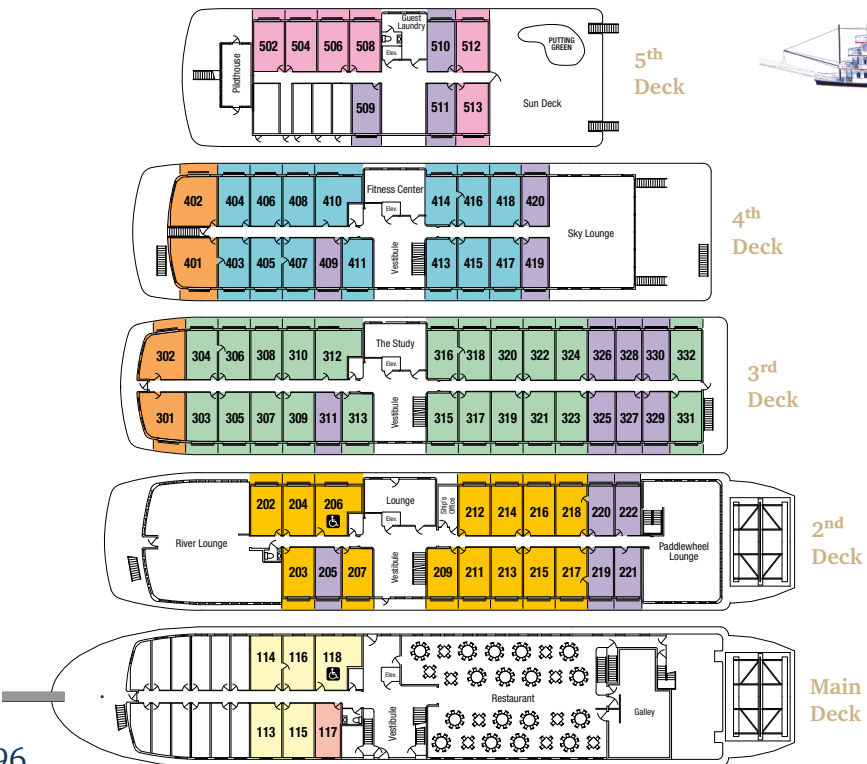 502 504 506 508 Guest Laundry 510 512
Elev.
PUTTING GREEN
Pilothouse
509 511 513 Sun Deck
5th Deck
402 404 406 408 410 Fitness Center 414 416 418 420
Elev.
Sky Lounge
401 403 405 407 409 411 Vestibule 413 415 417 419
4th Deck
302 304 306 308 310 312 The Study 316 318 320 322 324 326 328 330 332
Elev.
301 303 305 307 309 311 313 Vestibule 315 317 319 321 323 325 327 329 331
3rd Deck
202 204 206 Lounge Ship's Office 212 214 216 218 220 222
Elev.
River Lounge
Paddlewheel Lounge
203 205 207 Vestibule 209 211 213 215 217 219 221
2nd Deck
114 116 118
Elev.
Restaurant
Galley
113 115 117 Vestibule
Main Deck
96